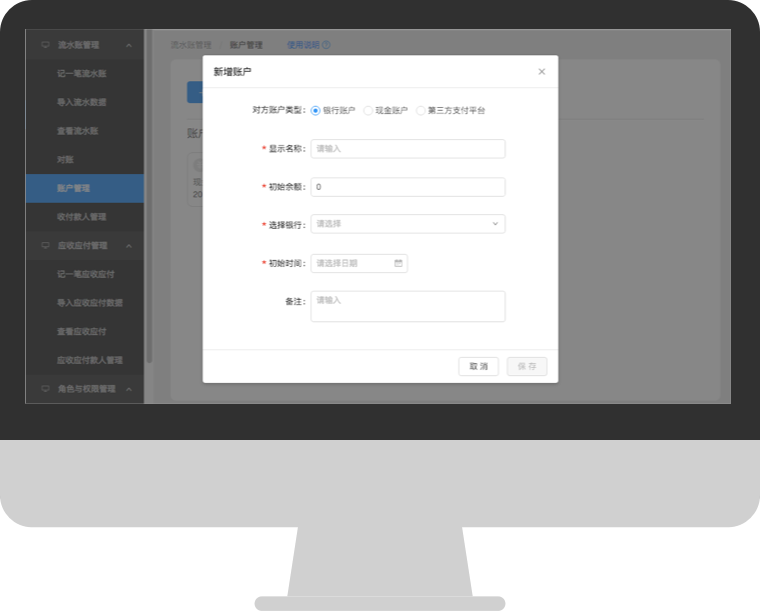 流水账管理
流水账管理 / 账户管理 使用说明
记一笔流水账
导入流水数据
查看流水账
对账
账户管理
收付款人管理
应收应付管理
记一笔应收应付
导入应收应付数据
查看应收应付
应收应付款人管理
角色与权限管理
账户
现
20
新增账户
对方账户类型： 银行账户 现金账户 第三方支付平台
* 显示名称： 请输入
* 初始余额： 0
* 选择银行： 请选择
* 初始时间： 请选择日期
备注： 请输入
取 消 保 存